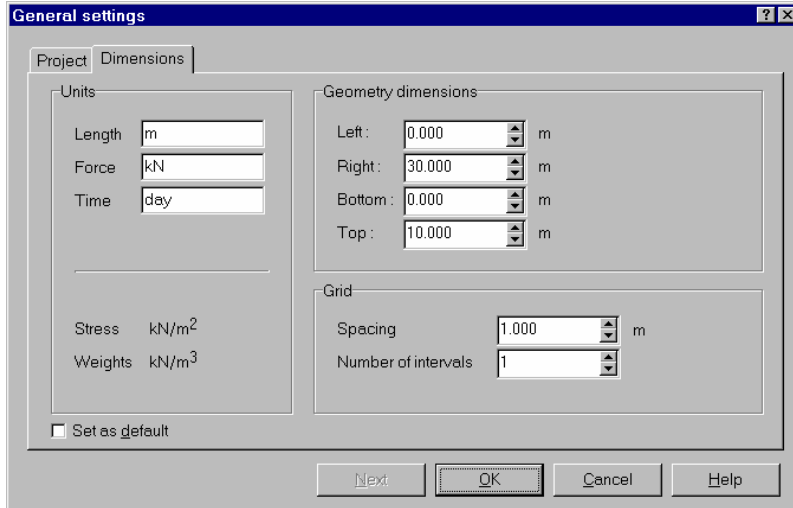 General settings
Project Dimensions
Units
Length m
Force kN
Time day
Stress kN/m2
Weights kN/m3
Set as default
Geometry dimensions
Left : 0.000 m
Right : 30.000 m
Bottom : 0.000 m
Top : 10.000 m
Grid
Spacing 1.000 m
Number of intervals 1
Next OK Cancel Help